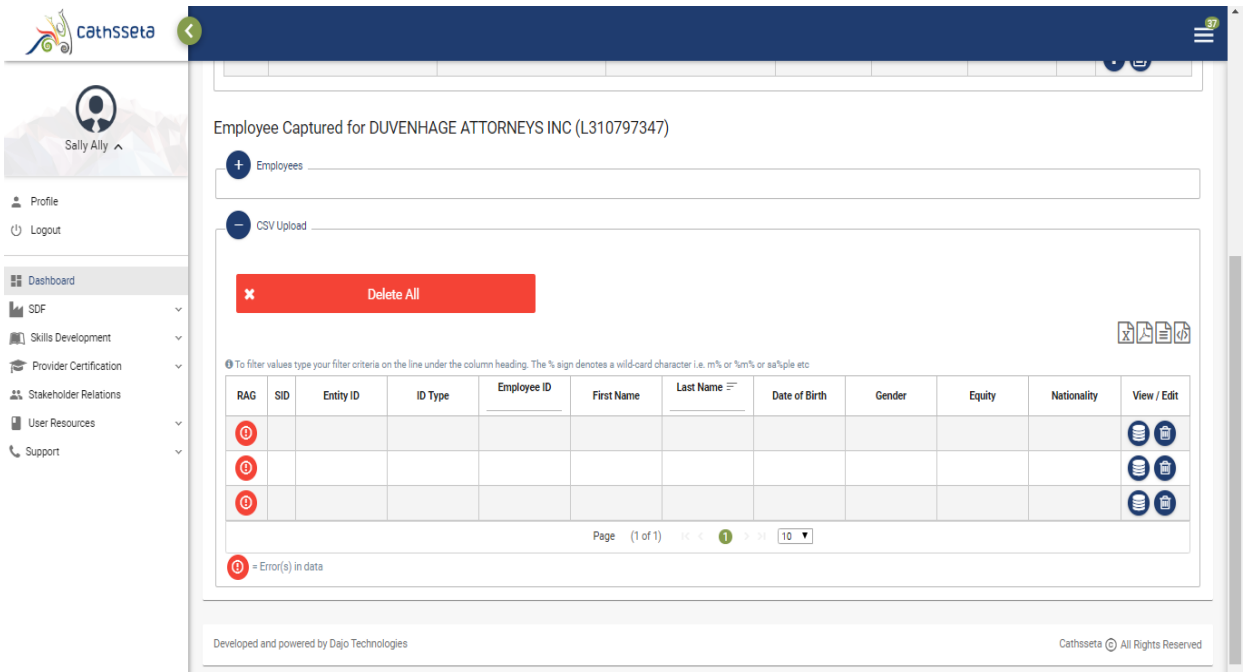 cathsseta
37
Sally Ally
Profile
Logout
Dashboard
SDF
Skills Development
Provider Certification
Stakeholder Relations
User Resources
Support
Employee Captured for DUVENHAGE ATTORNEYS INC (L310797347)
Employees
CSV Upload
Delete All
To filter values type your filter criteria on the line under the column heading. The % sign denotes a wild-card character i.e. m% or %m% or sa%ple etc
RAG SID Entity ID ID Type Employee ID First Name Last Name Date of Birth Gender Equity Nationality View / Edit
Page (1 of 1) 1 10
= Error(s) in data
Developed and powered by Dajo Technologies
Cathsseta © All Rights Reserved